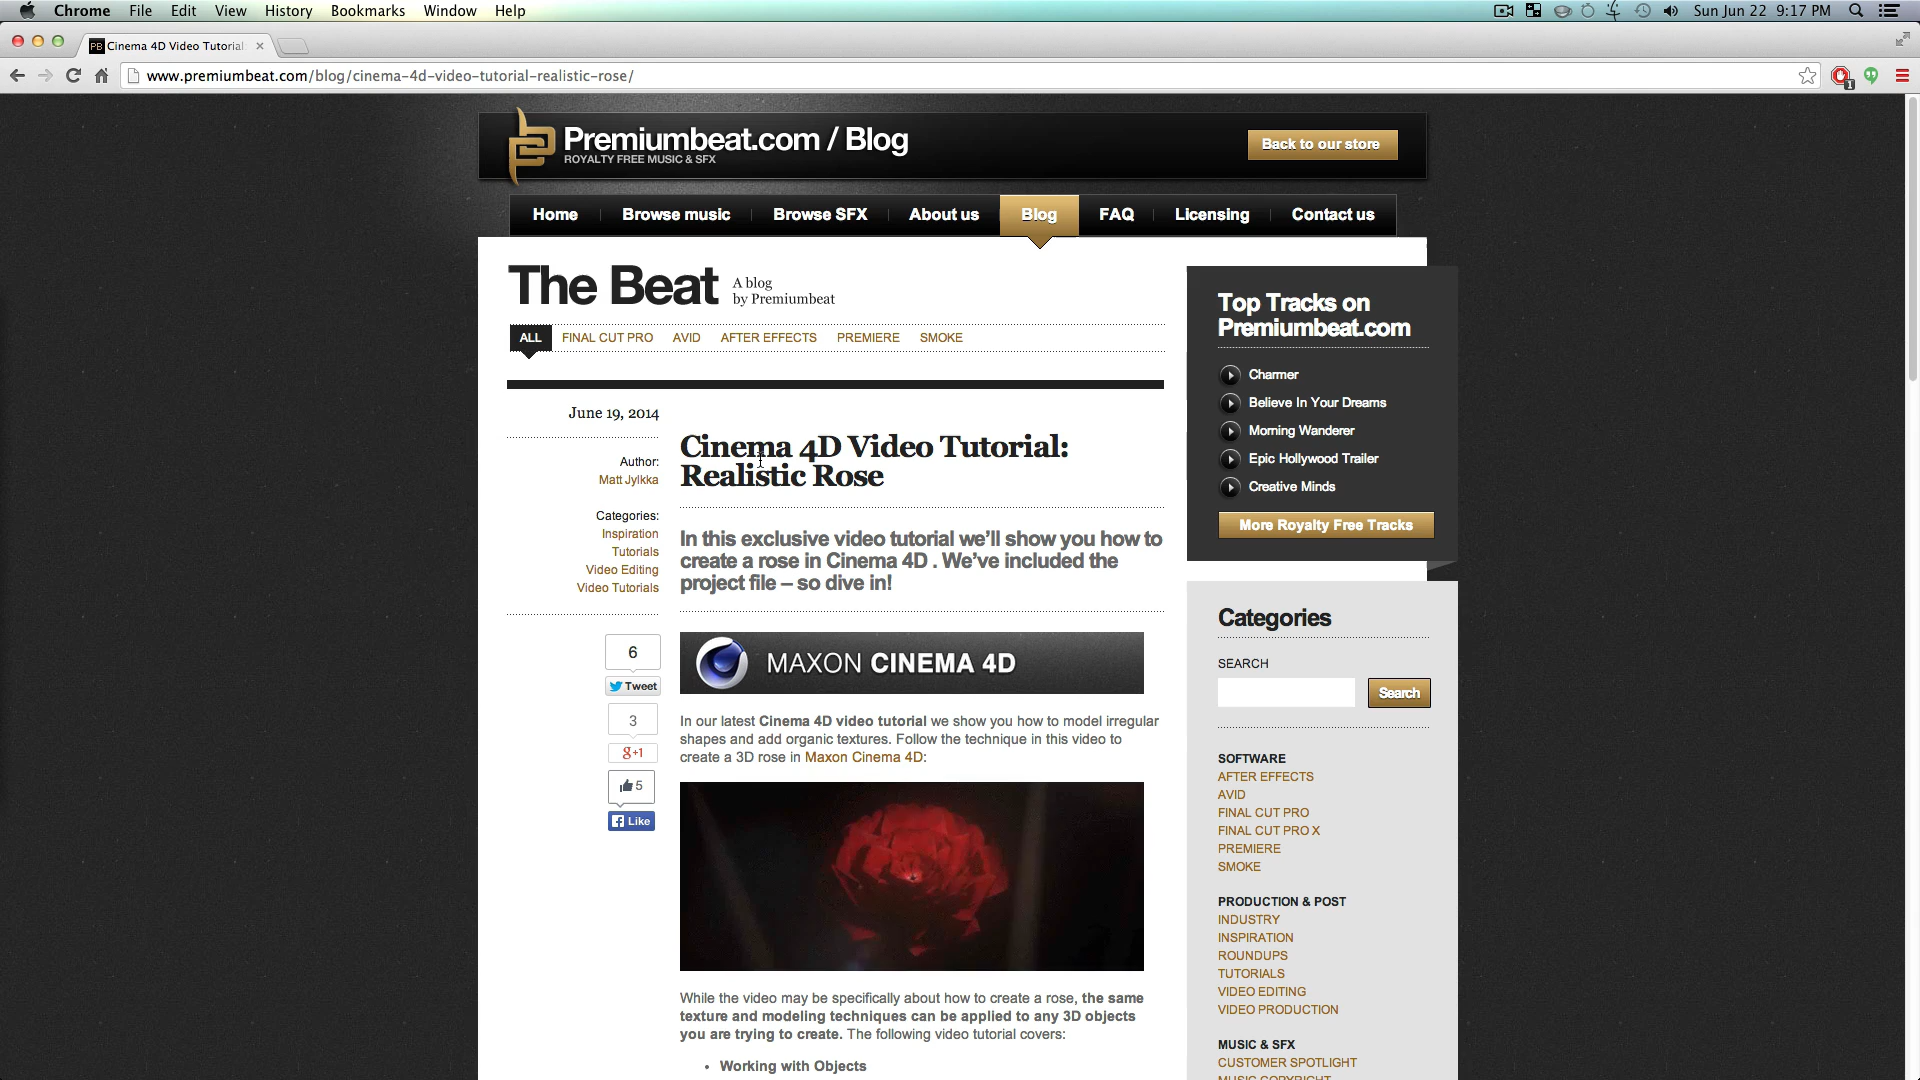 Chrome File Edit View History Bookmarks Window Help
Sun Jun 22 9:17 PM
PB Cinema 4D Video Tutorial
www.premiumbeat.com/blog/cinema-4d-video-tutorial-realistic-rose/
1
Premiumbeat.com / Blog
ROYALTY FREE MUSIC & SFX
Back to our store
Home Browse music Browse SFX About us Blog FAQ Licensing Contact us
The Beat
A blog
by Premiumbeat
ALL FINAL CUT PRO AVID AFTER EFFECTS PREMIERE SMOKE
June 19, 2014
Author:
Matt Jylkka
Categories:
Inspiration
Tutorials
Video Editing
Video Tutorials
6
Tweet
3
g+1
5
Like
Cinema 4D Video Tutorial:
Realistic Rose
In this exclusive video tutorial we’ll show you how to
create a rose in Cinema 4D . We’ve included the
project file – so dive in!
MAXON CINEMA 4D
In our latest Cinema 4D video tutorial we show you how to model irregular
shapes and add organic textures. Follow the technique in this video to
create a 3D rose in Maxon Cinema 4D:
While the video may be specifically about how to create a rose, the same
texture and modeling techniques can be applied to any 3D objects
you are trying to create. The following video tutorial covers:
• Working with Objects
Top Tracks on
Premiumbeat.com
Charmer
Believe In Your Dreams
Morning Wanderer
Epic Hollywood Trailer
Creative Minds
More Royalty Free Tracks
Categories
SEARCH
Search
SOFTWARE
AFTER EFFECTS
AVID
FINAL CUT PRO
FINAL CUT PRO X
PREMIERE
SMOKE
PRODUCTION & POST
INDUSTRY
INSPIRATION
ROUNDUPS
TUTORIALS
VIDEO EDITING
VIDEO PRODUCTION
MUSIC & SFX
CUSTOMER SPOTLIGHT
MUSIC COPYRIGHT